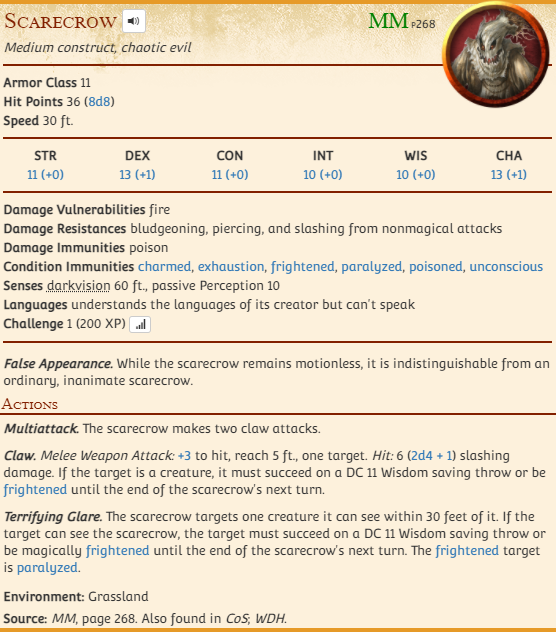 Scarecrow MM p268
Medium construct, chaotic evil
Armor Class 11
Hit Points 36 (8d8)
Speed 30 ft.
STR DEX CON INT WIS CHA
11 (+0) 13 (+1) 11 (+0) 10 (+0) 10 (+0) 13 (+1)
Damage Vulnerabilities fire
Damage Resistances bludgeoning, piercing, and slashing from nonmagical attacks
Damage Immunities poison
Condition Immunities charmed, exhaustion, frightened, paralyzed, poisoned, unconscious
Senses darkvision 60 ft., passive Perception 10
Languages understands the languages of its creator but can't speak
Challenge 1 (200 XP)
False Appearance. While the scarecrow remains motionless, it is indistinguishable from an
ordinary, inanimate scarecrow.
Actions
Multiattack. The scarecrow makes two claw attacks.
Claw. Melee Weapon Attack: +3 to hit, reach 5 ft., one target. Hit: 6 (2d4 + 1) slashing
damage. If the target is a creature, it must succeed on a DC 11 Wisdom saving throw or be
frightened until the end of the scarecrow's next turn.
Terrifying Glare. The scarecrow targets one creature it can see within 30 feet of it. If the
target can see the scarecrow, the target must succeed on a DC 11 Wisdom saving throw or
be magically frightened until the end of the scarecrow's next turn. The frightened target
is paralyzed.
Environment: Grassland
Source: MM, page 268. Also found in CoS; WDH.